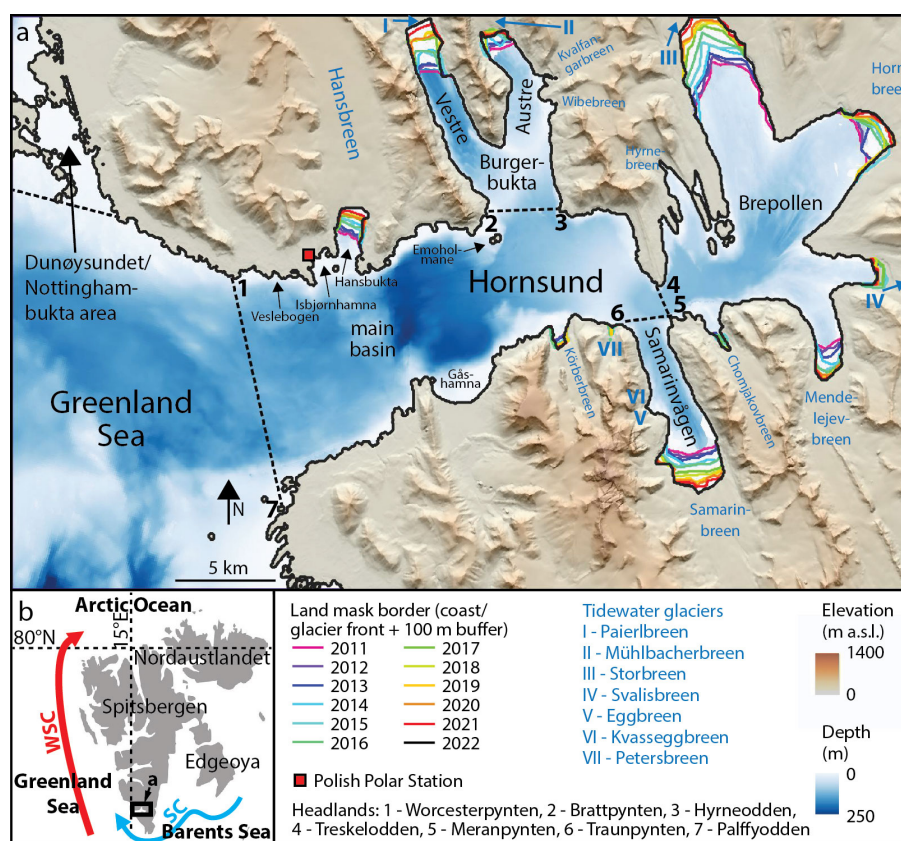 a
I
II
III
Kvalfan-
garbreen
Horn-
breen
Hansbreen
Vestre
Austre
Wibebreen
Hyrne-
breen
Burger-
bukta
Brepollen
2
3
Emohol-
mane
Dunøysundet/
Nottingham-
bukta area
1
Hansbukta
Isbjørnhamna
Veslebogen
Hornsund
4
5
6
IV
main
basin
VII
Gås-
hamna
Körberbreen
Samarinvågen
Chomjakovbreen
VI
V
Mende-
lejev-
breen
Greenland
Sea
Samarin-
breen
7
N
5 km
b
Arctic Ocean
80°N
15°E
Nordaustlandet
Spitsbergen
WSC
Edgeoya
Greenland
Sea
a
SC
Barents Sea
Land mask border (coast/
glacier front + 100 m buffer)
2011
2012
2013
2014
2015
2016
2017
2018
2019
2020
2021
2022
Polish Polar Station
Tidewater glaciers
I - Paierlbreen
II - Mühlbacherbreen
III - Storbreen
IV - Svalisbreen
V - Eggbreen
VI - Kvasseggbreen
VII - Petersbreen
Elevation
(m a.s.l.)
1400
0
Depth
(m)
0
250
Headlands: 1 - Worcesterpynten, 2 - Brattpynten, 3 - Hyrneodden,
4 - Treskelodden, 5 - Meranpynten, 6 - Traunpynten, 7 - Palffyodden